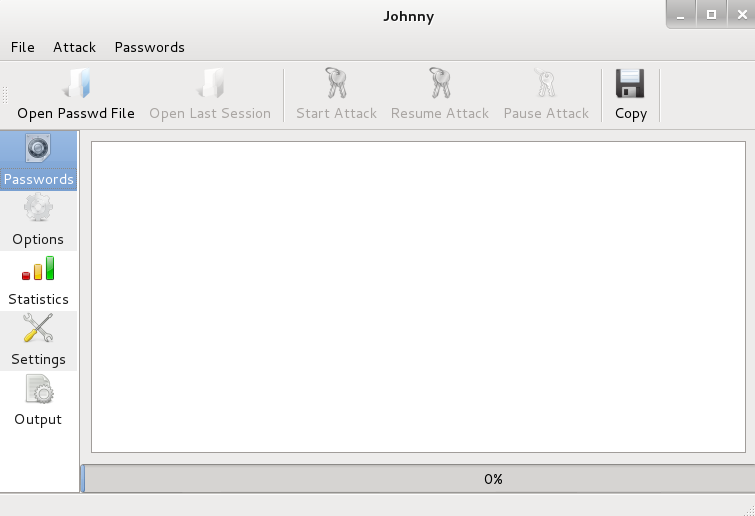 Johnny
File Attack Passwords
Open Passwd File Open Last Session Start Attack Resume Attack Pause Attack Copy
Passwords
Options
Statistics
Settings
Output
0%